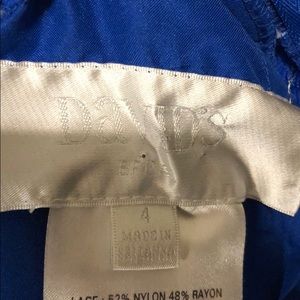 DAVID'S
4
MADE IN
LACE : 52% NYLON 48% RAYON